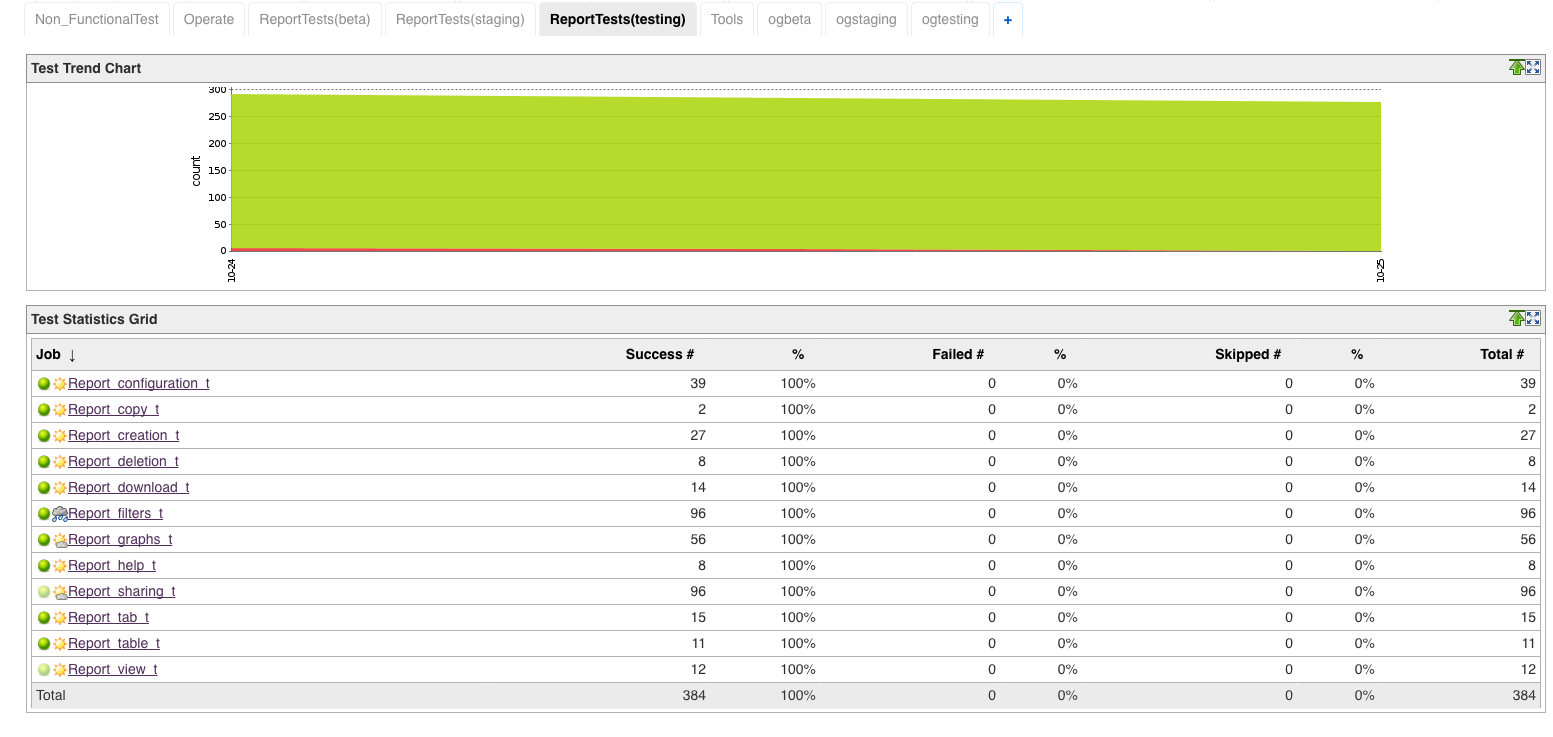 Non_FunctionalTest Operate ReportTests(beta) ReportTests(staging) ReportTests(testing) Tools ogbeta ogstaging ogtesting +
Test Trend Chart
300
250
200
150
100
50
0
count
10-24 10-25
Test Statistics Grid
Job ↓ Success # % Failed # % Skipped # % Total #
Report_configuration_t 39 100% 0 0% 0 0% 39
Report_copy_t 2 100% 0 0% 0 0% 2
Report_creation_t 27 100% 0 0% 0 0% 27
Report_deletion_t 8 100% 0 0% 0 0% 8
Report_download_t 14 100% 0 0% 0 0% 14
Report_filters_t 96 100% 0 0% 0 0% 96
Report_graphs_t 56 100% 0 0% 0 0% 56
Report_help_t 8 100% 0 0% 0 0% 8
Report_sharing_t 96 100% 0 0% 0 0% 96
Report_tab_t 15 100% 0 0% 0 0% 15
Report_table_t 11 100% 0 0% 0 0% 11
Report_view_t 12 100% 0 0% 0 0% 12
Total 384 100% 0 0% 0 0% 384